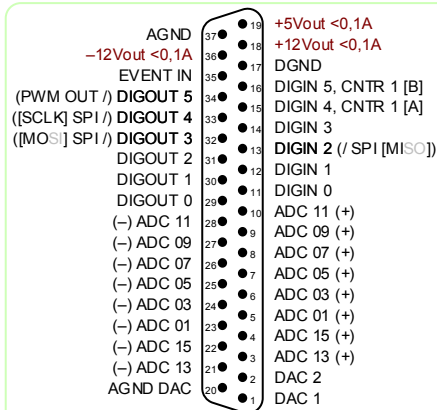 AGND 37
–12Vout <0,1A 36
EVENT IN 35
(PWM OUT /) DIGOUT 5 34
([SCLK] SPI /) DIGOUT 4 33
([MOSI] SPI /) DIGOUT 3 32
DIGOUT 2 31
DIGOUT 1 30
DIGOUT 0 29
(–) ADC 11 28
(–) ADC 09 27
(–) ADC 07 26
(–) ADC 05 25
(–) ADC 03 24
(–) ADC 01 23
(–) ADC 15 22
(–) ADC 13 21
AGND DAC 20
19 +5Vout <0,1A
18 +12Vout <0,1A
17 DGND
16 DIGIN 5, CNTR 1 [B]
15 DIGIN 4, CNTR 1 [A]
14 DIGIN 3
13 DIGIN 2 (/ SPI [MISO])
12 DIGIN 1
11 DIGIN 0
10 ADC 11 (+)
9 ADC 09 (+)
8 ADC 07 (+)
7 ADC 05 (+)
6 ADC 03 (+)
5 ADC 01 (+)
4 ADC 15 (+)
3 ADC 13 (+)
2 DAC 2
1 DAC 1